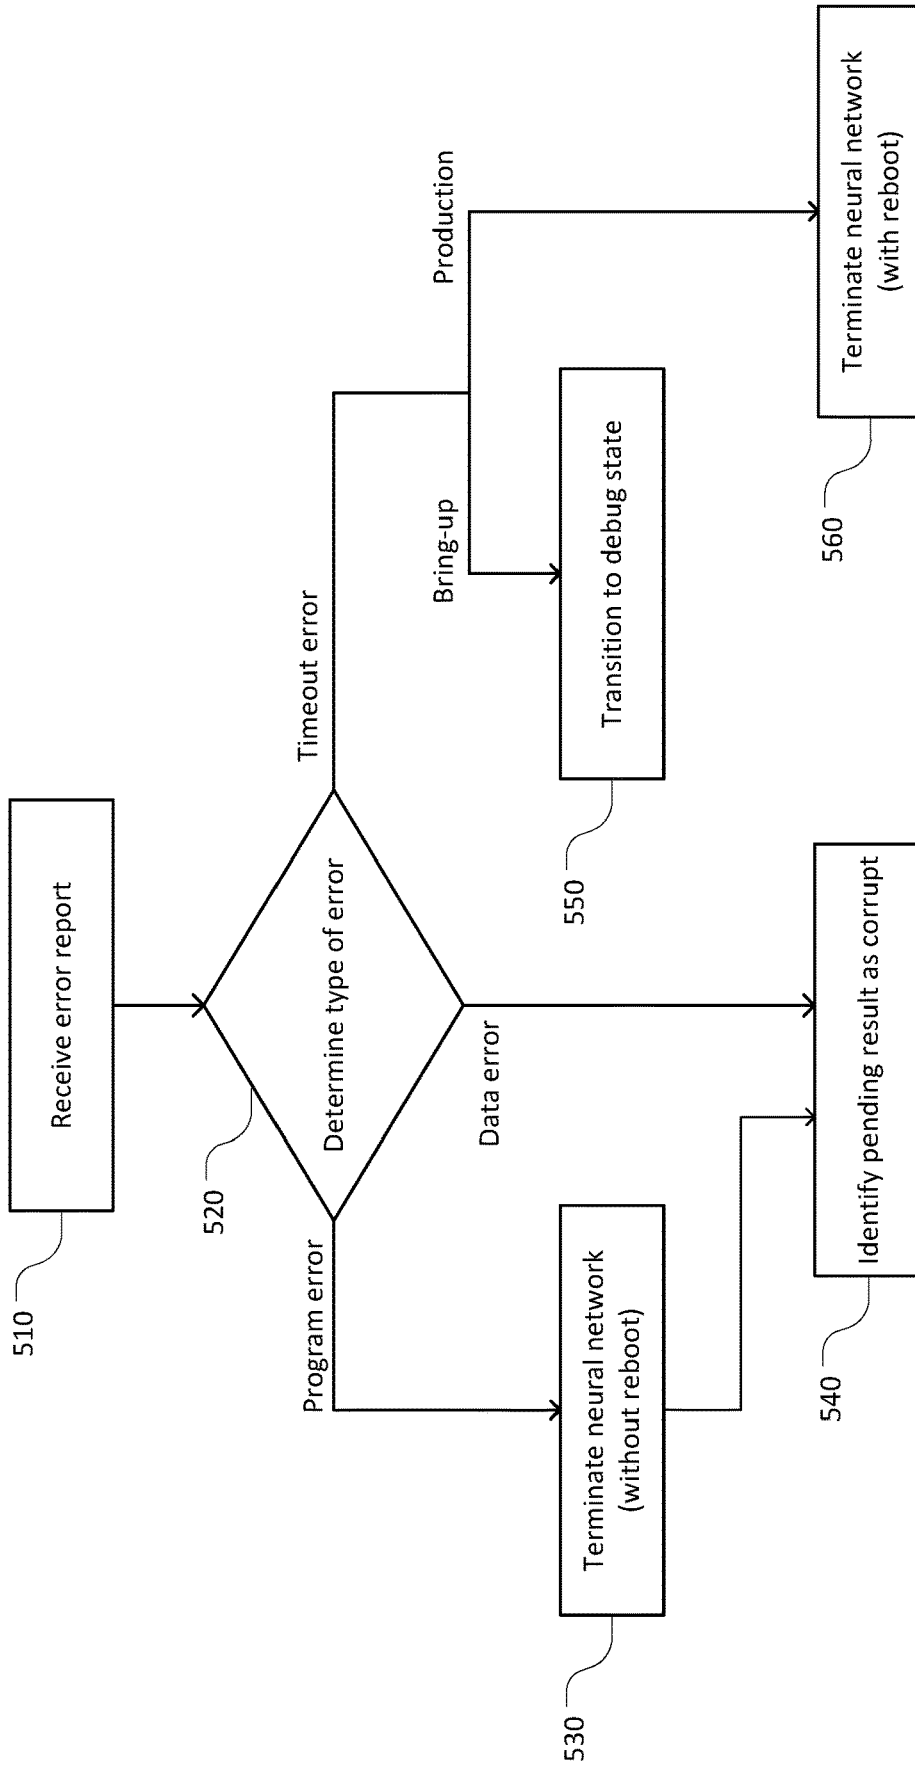 510
Receive error report
520
Determine type of error
Program error
Timeout error
Data error
Bring-up
Production
530
Terminate neural network
(without reboot)
550
Transition to debug state
540
Identify pending result as corrupt
560
Terminate neural network
(with reboot)